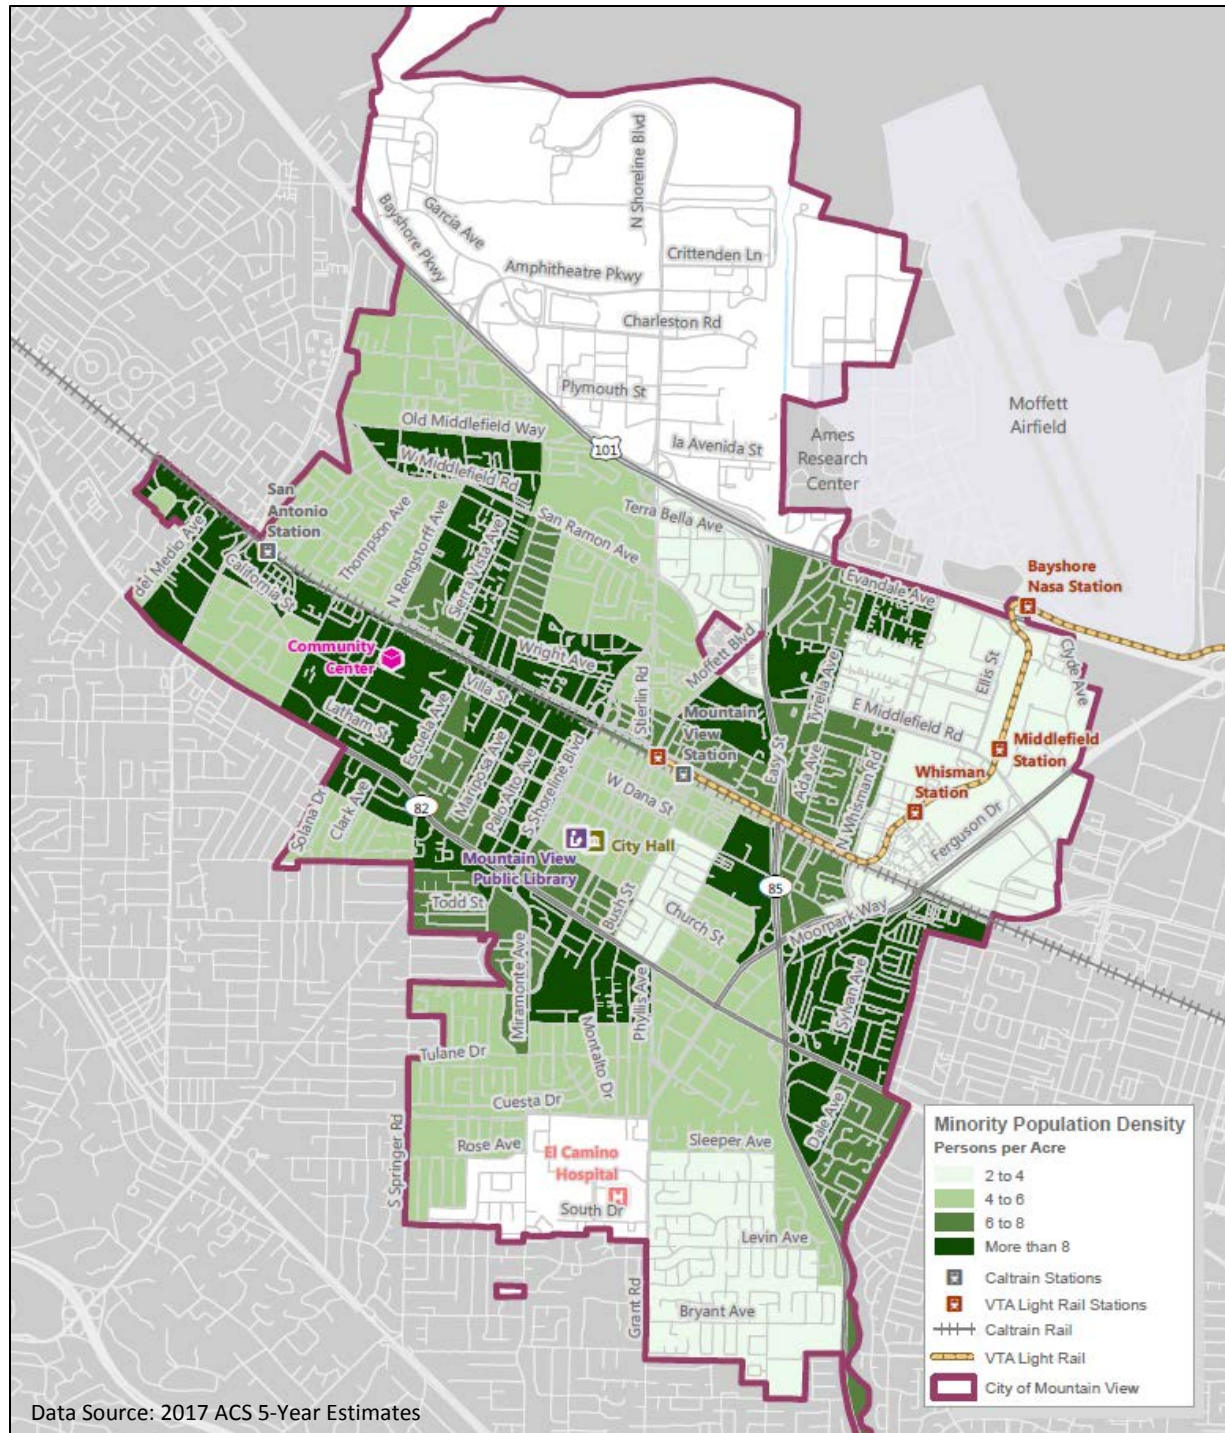 N Shoreline Blvd
Garcia Ave
Bayshore Pkwy
Crittenden Ln
Amphitheatre Pkwy
Charleston Rd
Plymouth St
Moffett
Airfield
Old Middlefield Way
101
la Avenida St
Ames
Research
Center
W Middlefield Rd
San
Antonio
Station
Terra Bella Ave
San Ramon Ave
Thompson Ave
N Rengstorff Ave
Sierra Vista Ave
del Medio Ave
California St
Evandale Ave
Bayshore
Nasa Station
Community
Center
Wright Ave
Moffett Blvd
Tyrella Ave
Ellis St
Clyde Ave
Villa St
Stierlin Rd
Latham St
Escuela Ave
Mountain
View
Station
E Middlefield Rd
Middlefield
Station
Easy St
Ada Ave
N Whisman Rd
Whisman
Station
Mariposa Ave
Palo Alto Ave
S Shoreline Blvd
W Dana St
Solana Dr
Clark Ave
82
Ferguson Dr
City Hall
Mountain View
Public Library
85
Todd St
Bush St
Church St
Moorpark Way
Miramonte Ave
Phyllis Ave
Sylvan Ave
Montalto Dr
Tulane Dr
Cuesta Dr
Dale Ave
S Springer Rd
Rose Ave
El Camino
Hospital
Sleeper Ave
South Dr
Levin Ave
Grant Rd
Bryant Ave
Minority Population Density
Persons per Acre
2 to 4
4 to 6
6 to 8
More than 8
Caltrain Stations
VTA Light Rail Stations
Caltrain Rail
VTA Light Rail
City of Mountain View
Data Source: 2017 ACS 5-Year Estimates